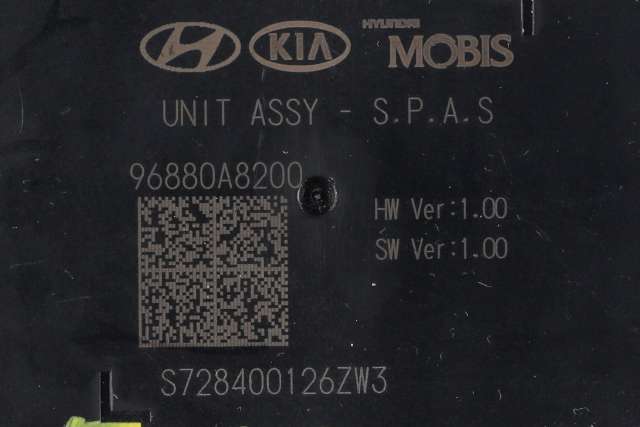 KIA
HYUNDAI
MOBIS
UNIT ASSY - S.P.A.S
96880A8200
HW Ver:1.00
SW Ver:1.00
S728400126ZW3